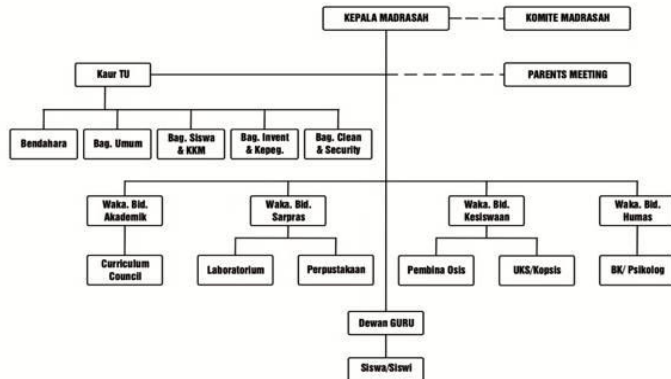 KEPALA MADRASAH
KOMITE MADRASAH
Kaur TU
PARENTS MEETING
Bendahara
Bag. Umum
Bag. Siswa
& KKM
Bag. Invent
& Kepeg.
Bag. Clean
& Security
Waka. Bid.
Akademik
Waka. Bid.
Sarpras
Waka. Bid.
Kesiswaan
Waka. Bid.
Humas
Curriculum
Council
Laboratorium
Perpustakaan
Pembina Osis
UKS/Kopsis
BK/ Psikolog
Dewan GURU
Siswa/Siswi